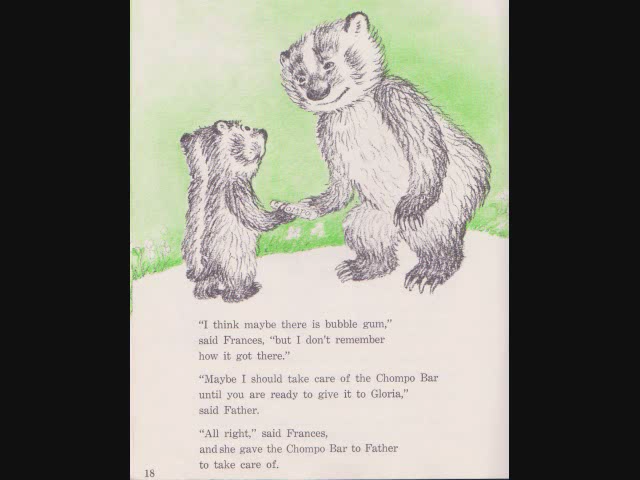 "I think maybe there is bubble gum,"
said Frances, "but I don't remember
how it got there."
"Maybe I should take care of the Chompo Bar
until you are ready to give it to Gloria,"
said Father.
"All right," said Frances,
and she gave the Chompo Bar to Father
to take care of.
18